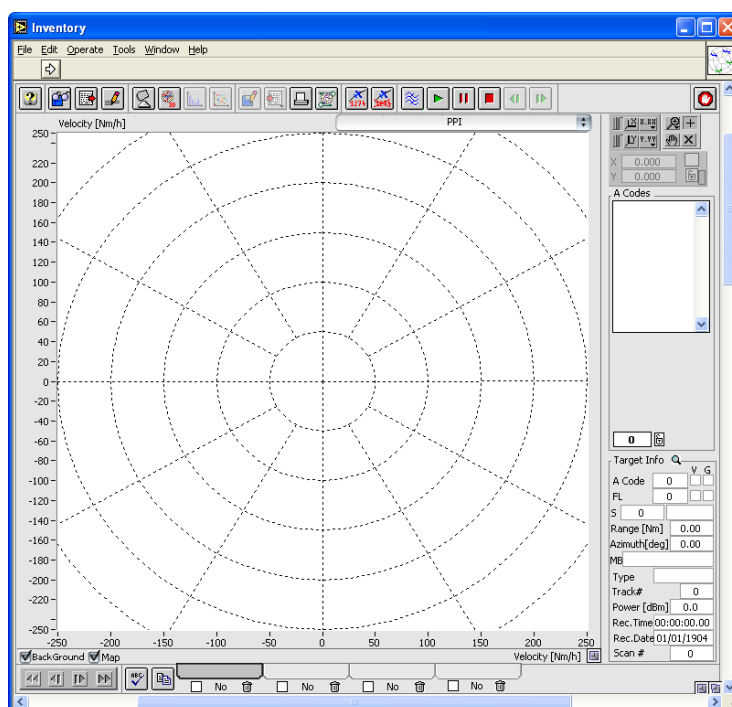 Inventory
File Edit Operate Tools Window Help
Velocity [Nm/h]
PPI
250
220
200
180
160
140
120
100
80
60
40
20
0
-20
-40
-60
-80
-100
-120
-140
-160
-180
-200
-220
-250
-250 -200 -150 -100 -50 0 50 100 150 200 250
BackGround Map Velocity [Nm/h]
No No No No
X 0.000
Y 0.000
A Codes
0
Target Info
V G
A Code 0
FL 0
S 0
Range [Nm] 0.00
Azimuth[deg] 0.00
MB
Type
Track# 0
Power [dBm] 0.0
Rec.Time 00:00:00.00
Rec.Date 01/01/1904
Scan # 0